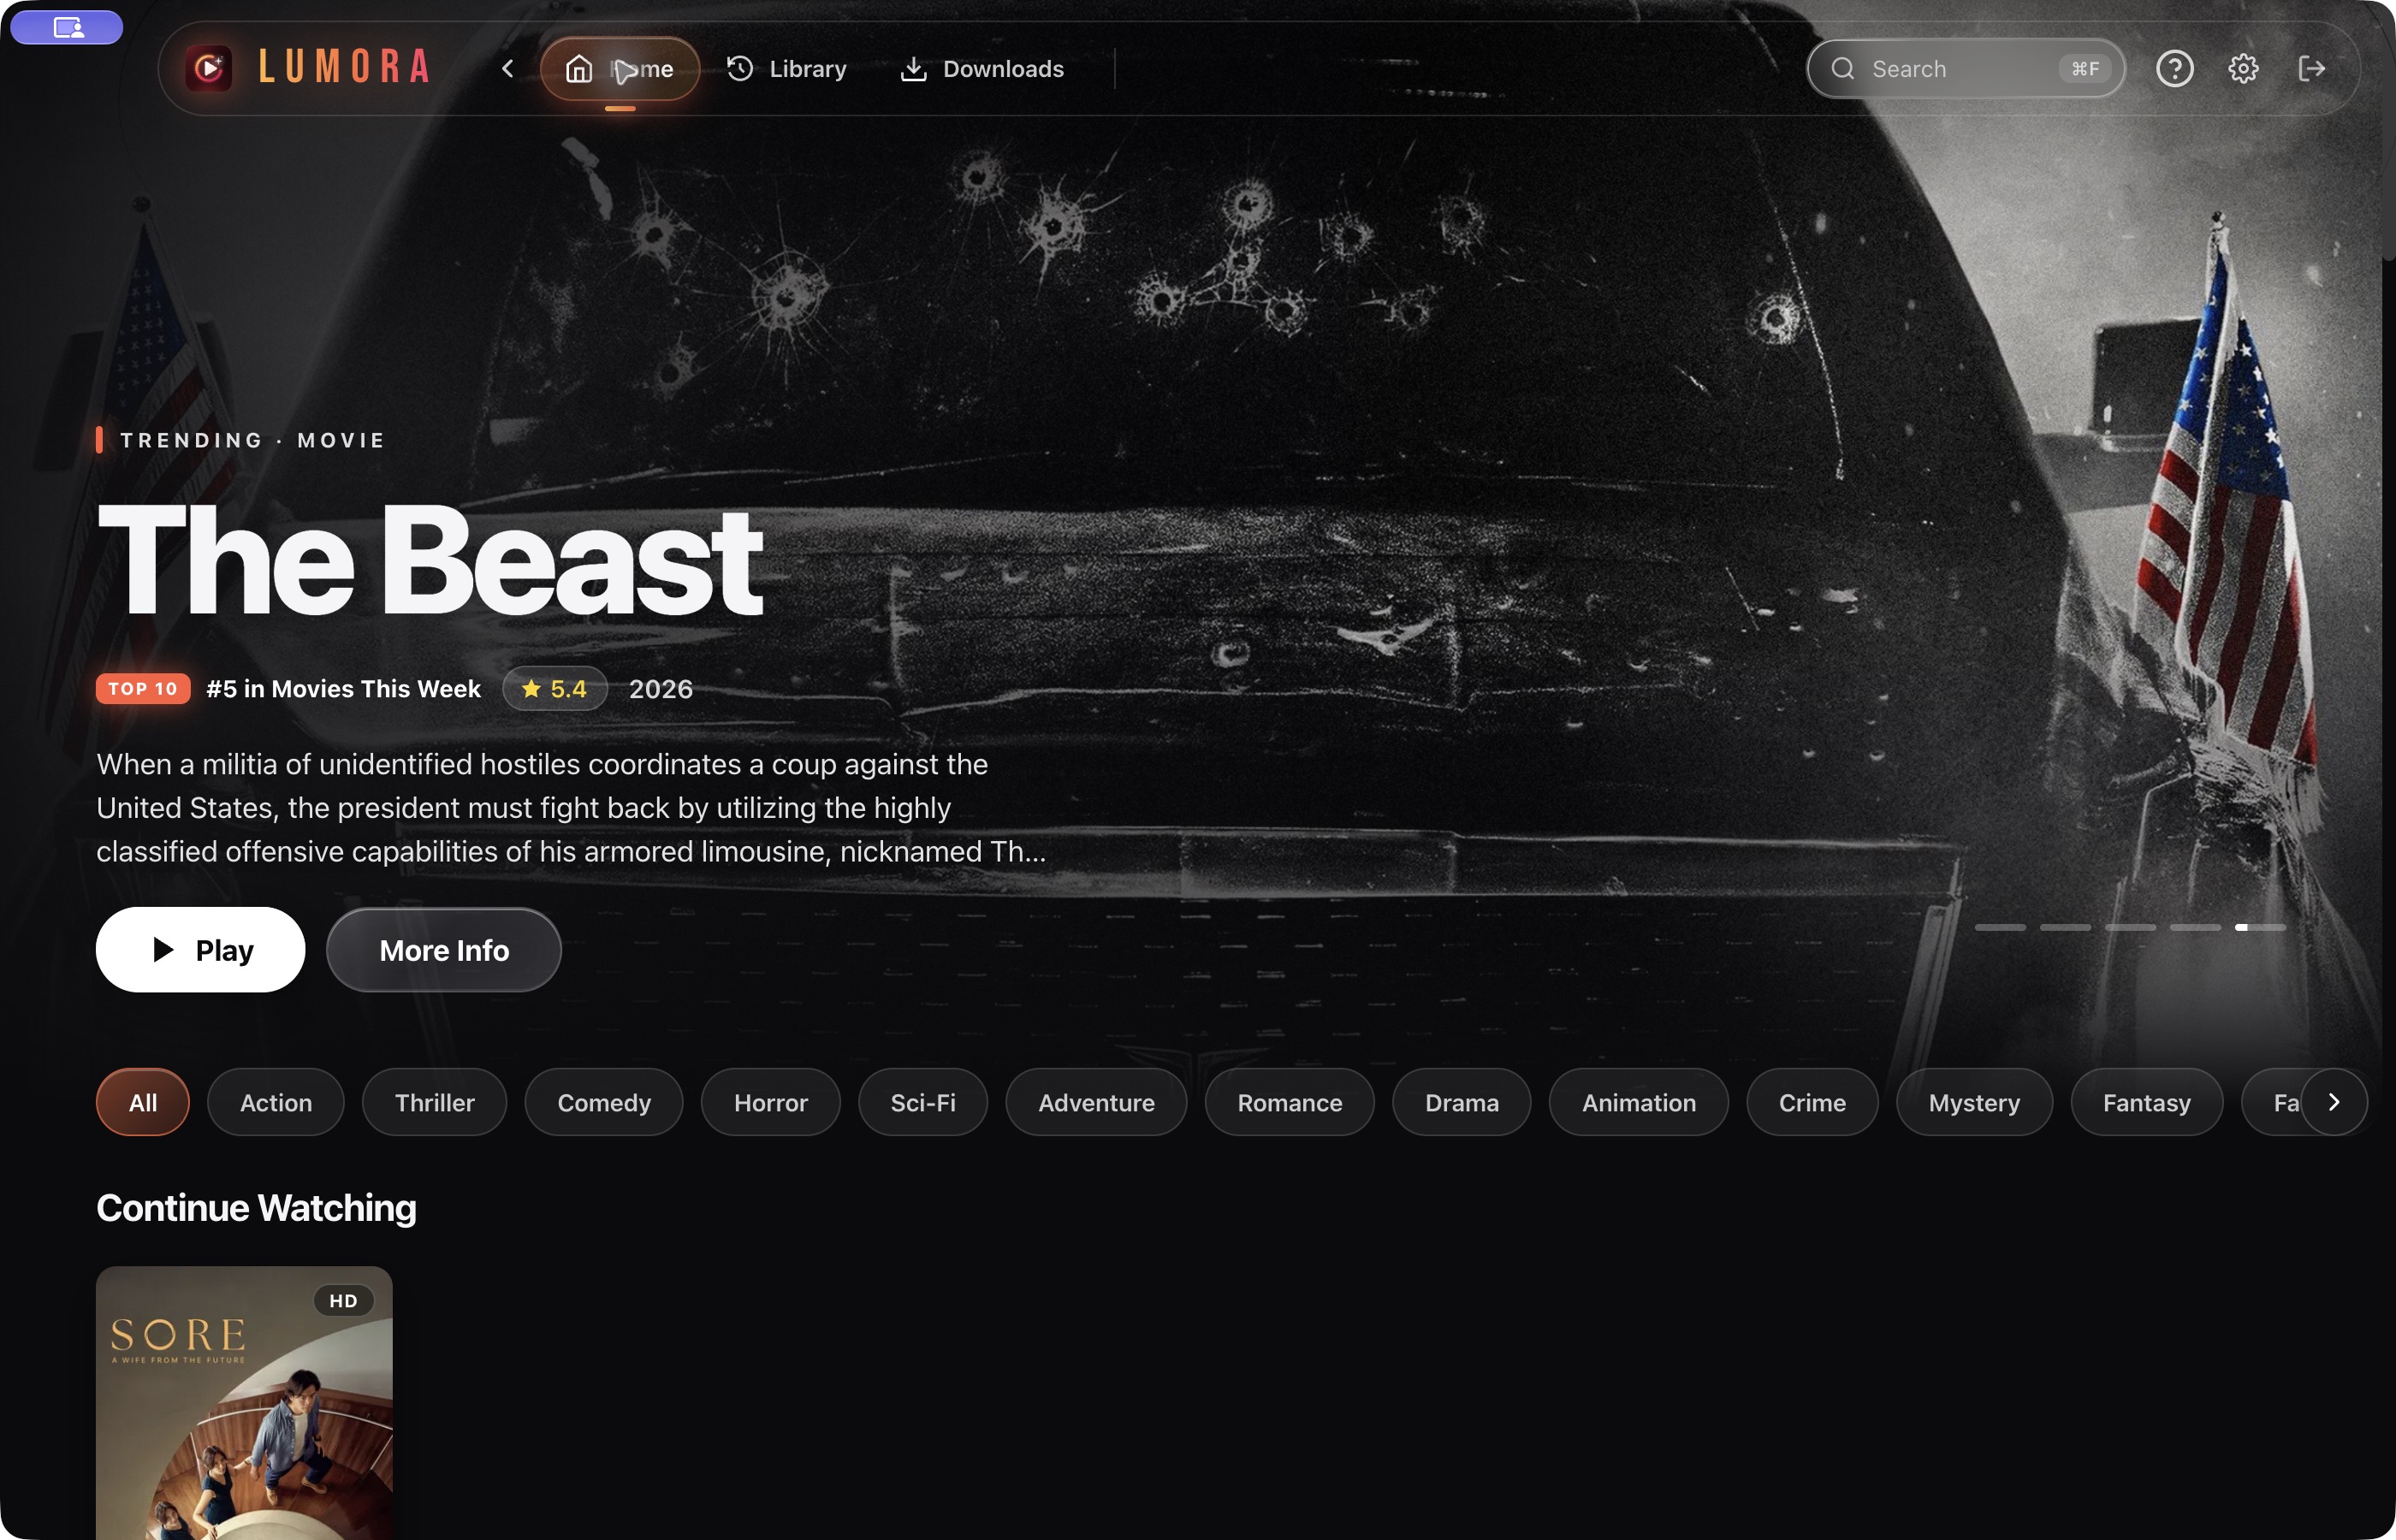 LUMORA
Home
Library
Downloads
Search
⌘F
TRENDING · MOVIE
The Beast
TOP 10 #5 in Movies This Week 5.4 2026
When a militia of unidentified hostiles coordinates a coup against the
United States, the president must fight back by utilizing the highly
classified offensive capabilities of his armored limousine, nicknamed Th...
Play
More Info
All
Action
Thriller
Comedy
Horror
Sci-Fi
Adventure
Romance
Drama
Animation
Crime
Mystery
Fantasy
Fa
Continue Watching
HD
SORE
A WIFE FROM THE FUTURE